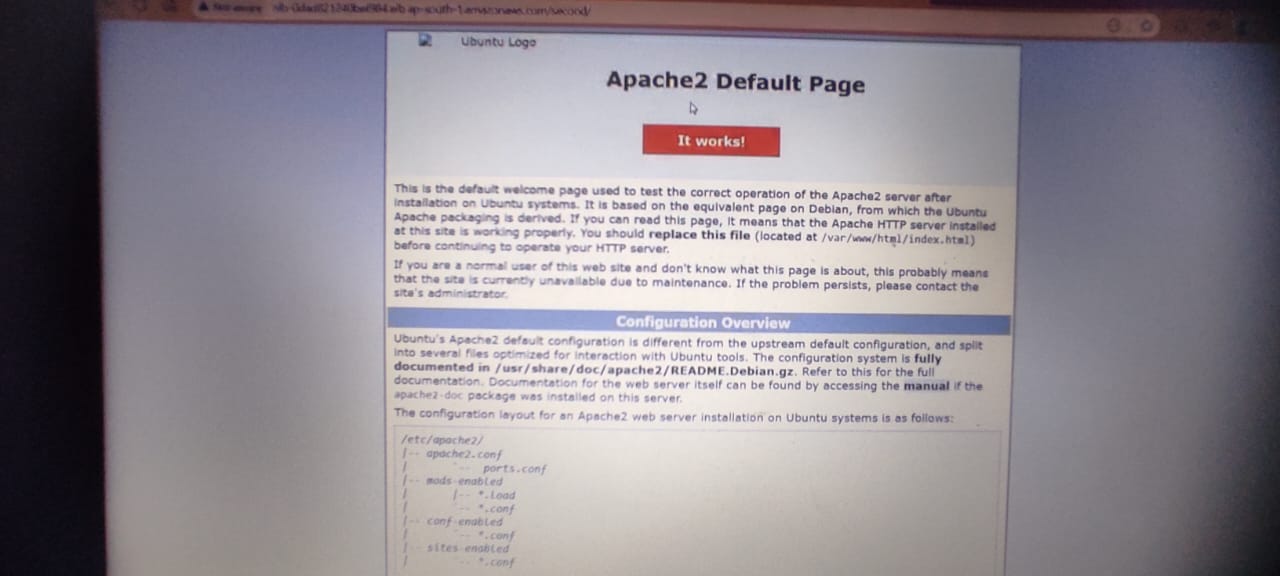 Not secure
Ubuntu Logo
Apache2 Default Page
It works!
This is the default welcome page used to test the correct operation of the Apache2 server after
installation on Ubuntu systems. It is based on the equivalent page on Debian, from which the Ubuntu
Apache packaging is derived. If you can read this page, it means that the Apache HTTP server installed
at this site is working properly. You should replace this file (located at /var/www/html/index.html)
before continuing to operate your HTTP server.
If you are a normal user of this web site and don't know what this page is about, this probably means
that the site is currently unavailable due to maintenance. If the problem persists, please contact the
site's administrator.
Configuration Overview
Ubuntu's Apache2 default configuration is different from the upstream default configuration, and split
into several files optimized for interaction with Ubuntu tools. The configuration system is fully
documented in /usr/share/doc/apache2/README.Debian.gz. Refer to this for the full
documentation. Documentation for the web server itself can be found by accessing the manual if the
apache2-doc package was installed on this server.
The configuration layout for an Apache2 web server installation on Ubuntu systems is as follows:
/etc/apache2/
|-- apache2.conf
|       `--  ports.conf
|-- mods-enabled
|       |-- *.load
|       `-- *.conf
|-- conf-enabled
|       `-- *.conf
|-- sites-enabled
|       `-- *.conf